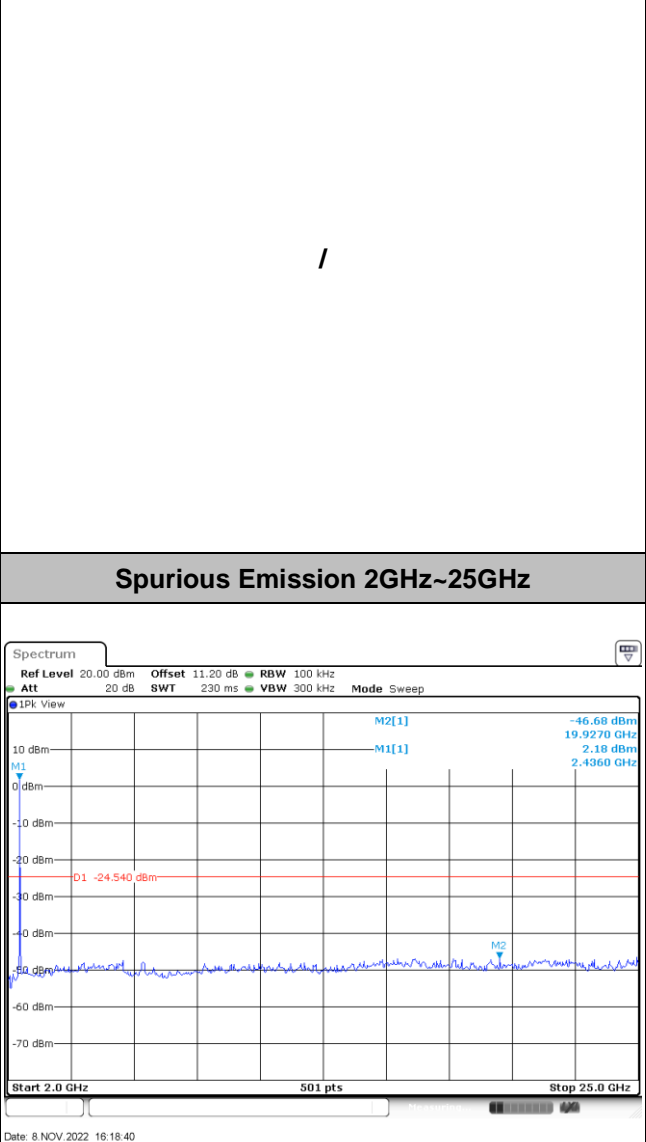 /
Spurious Emission 2GHz~25GHz
Spectrum
Ref Level 20.00 dBm Offset 11.20 dB RBW 100 kHz
Att 20 dB SWT 230 ms VBW 300 kHz Mode Sweep
1Pk View
M2[1] -46.68 dBm
19.9270 GHz
10 dBm M1[1] 2.18 dBm
2.4360 GHz
M1
0 dBm
-10 dBm
-20 dBm
D1 -24.540 dBm
-30 dBm
-40 dBm
M2
-50 dBm
-60 dBm
-70 dBm
Start 2.0 GHz 501 pts Stop 25.0 GHz
Measuring...
Date: 8.NOV.2022 16:18:40